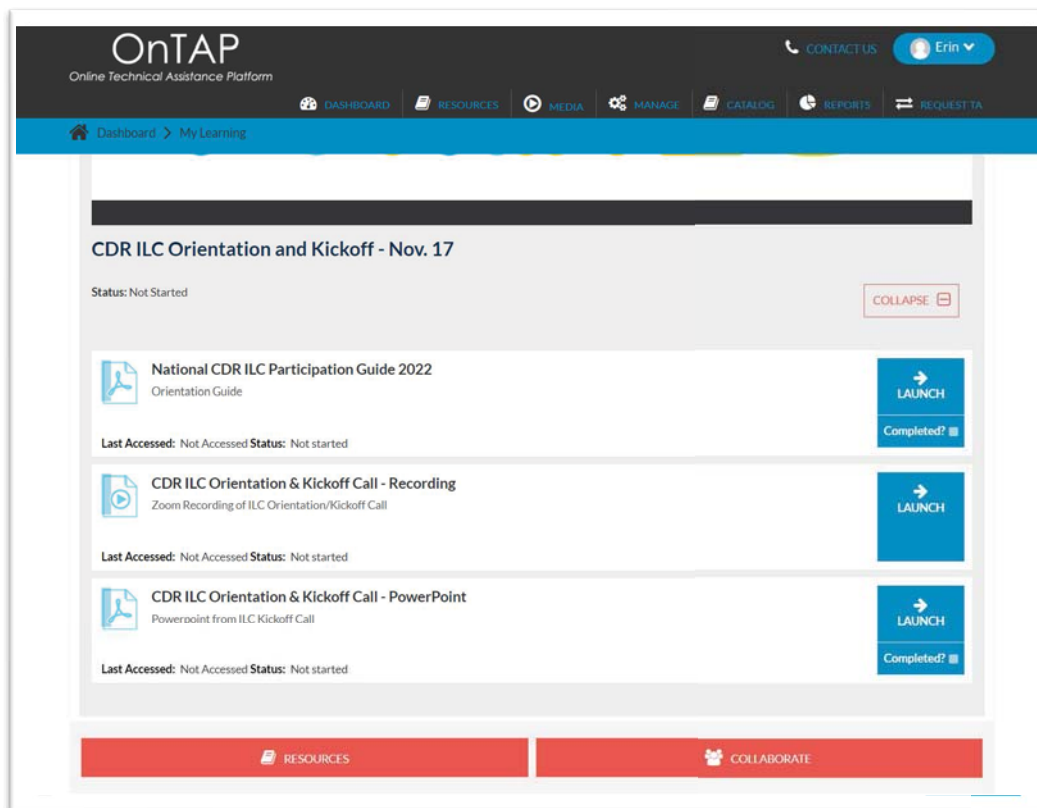 OnTAP
Online Technical Assistance Platform
CONTACT US
Erin
DASHBOARD
RESOURCES
MEDIA
MANAGE
CATALOG
REPORTS
REQUEST TA
Dashboard > My Learning
CDR ILC Orientation and Kickoff - Nov. 17
Status: Not Started
COLLAPSE
National CDR ILC Participation Guide 2022
Orientation Guide
LAUNCH
Last Accessed: Not Accessed Status: Not started
Completed?
CDR ILC Orientation & Kickoff Call - Recording
Zoom Recording of ILC Orientation/Kickoff Call
LAUNCH
Last Accessed: Not Accessed Status: Not started
CDR ILC Orientation & Kickoff Call - PowerPoint
Powerpoint from ILC Kickoff Call
LAUNCH
Last Accessed: Not Accessed Status: Not started
Completed?
RESOURCES
COLLABORATE